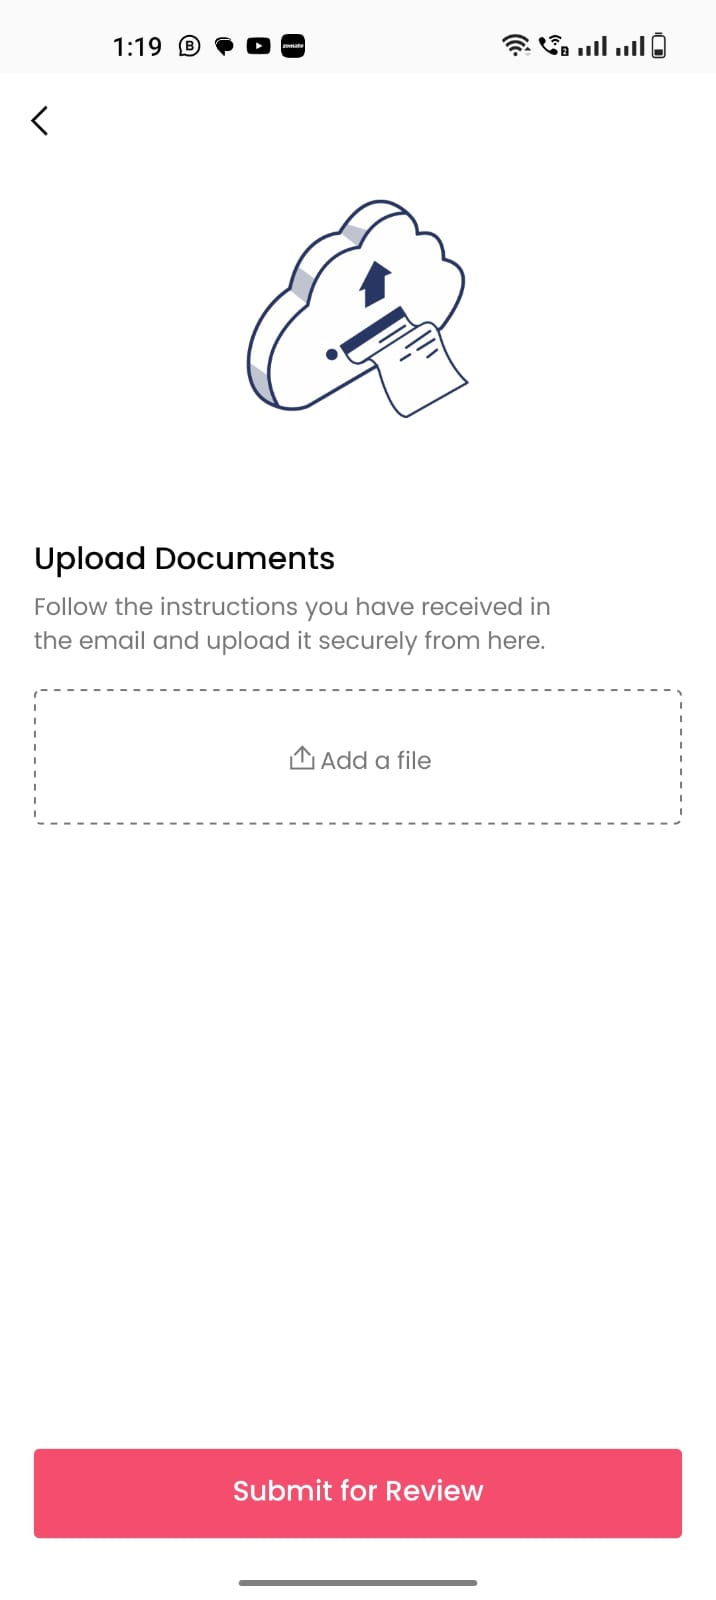 1:19
zomato
Upload Documents
Follow the instructions you have received in
the email and upload it securely from here.
Add a file
Submit for Review